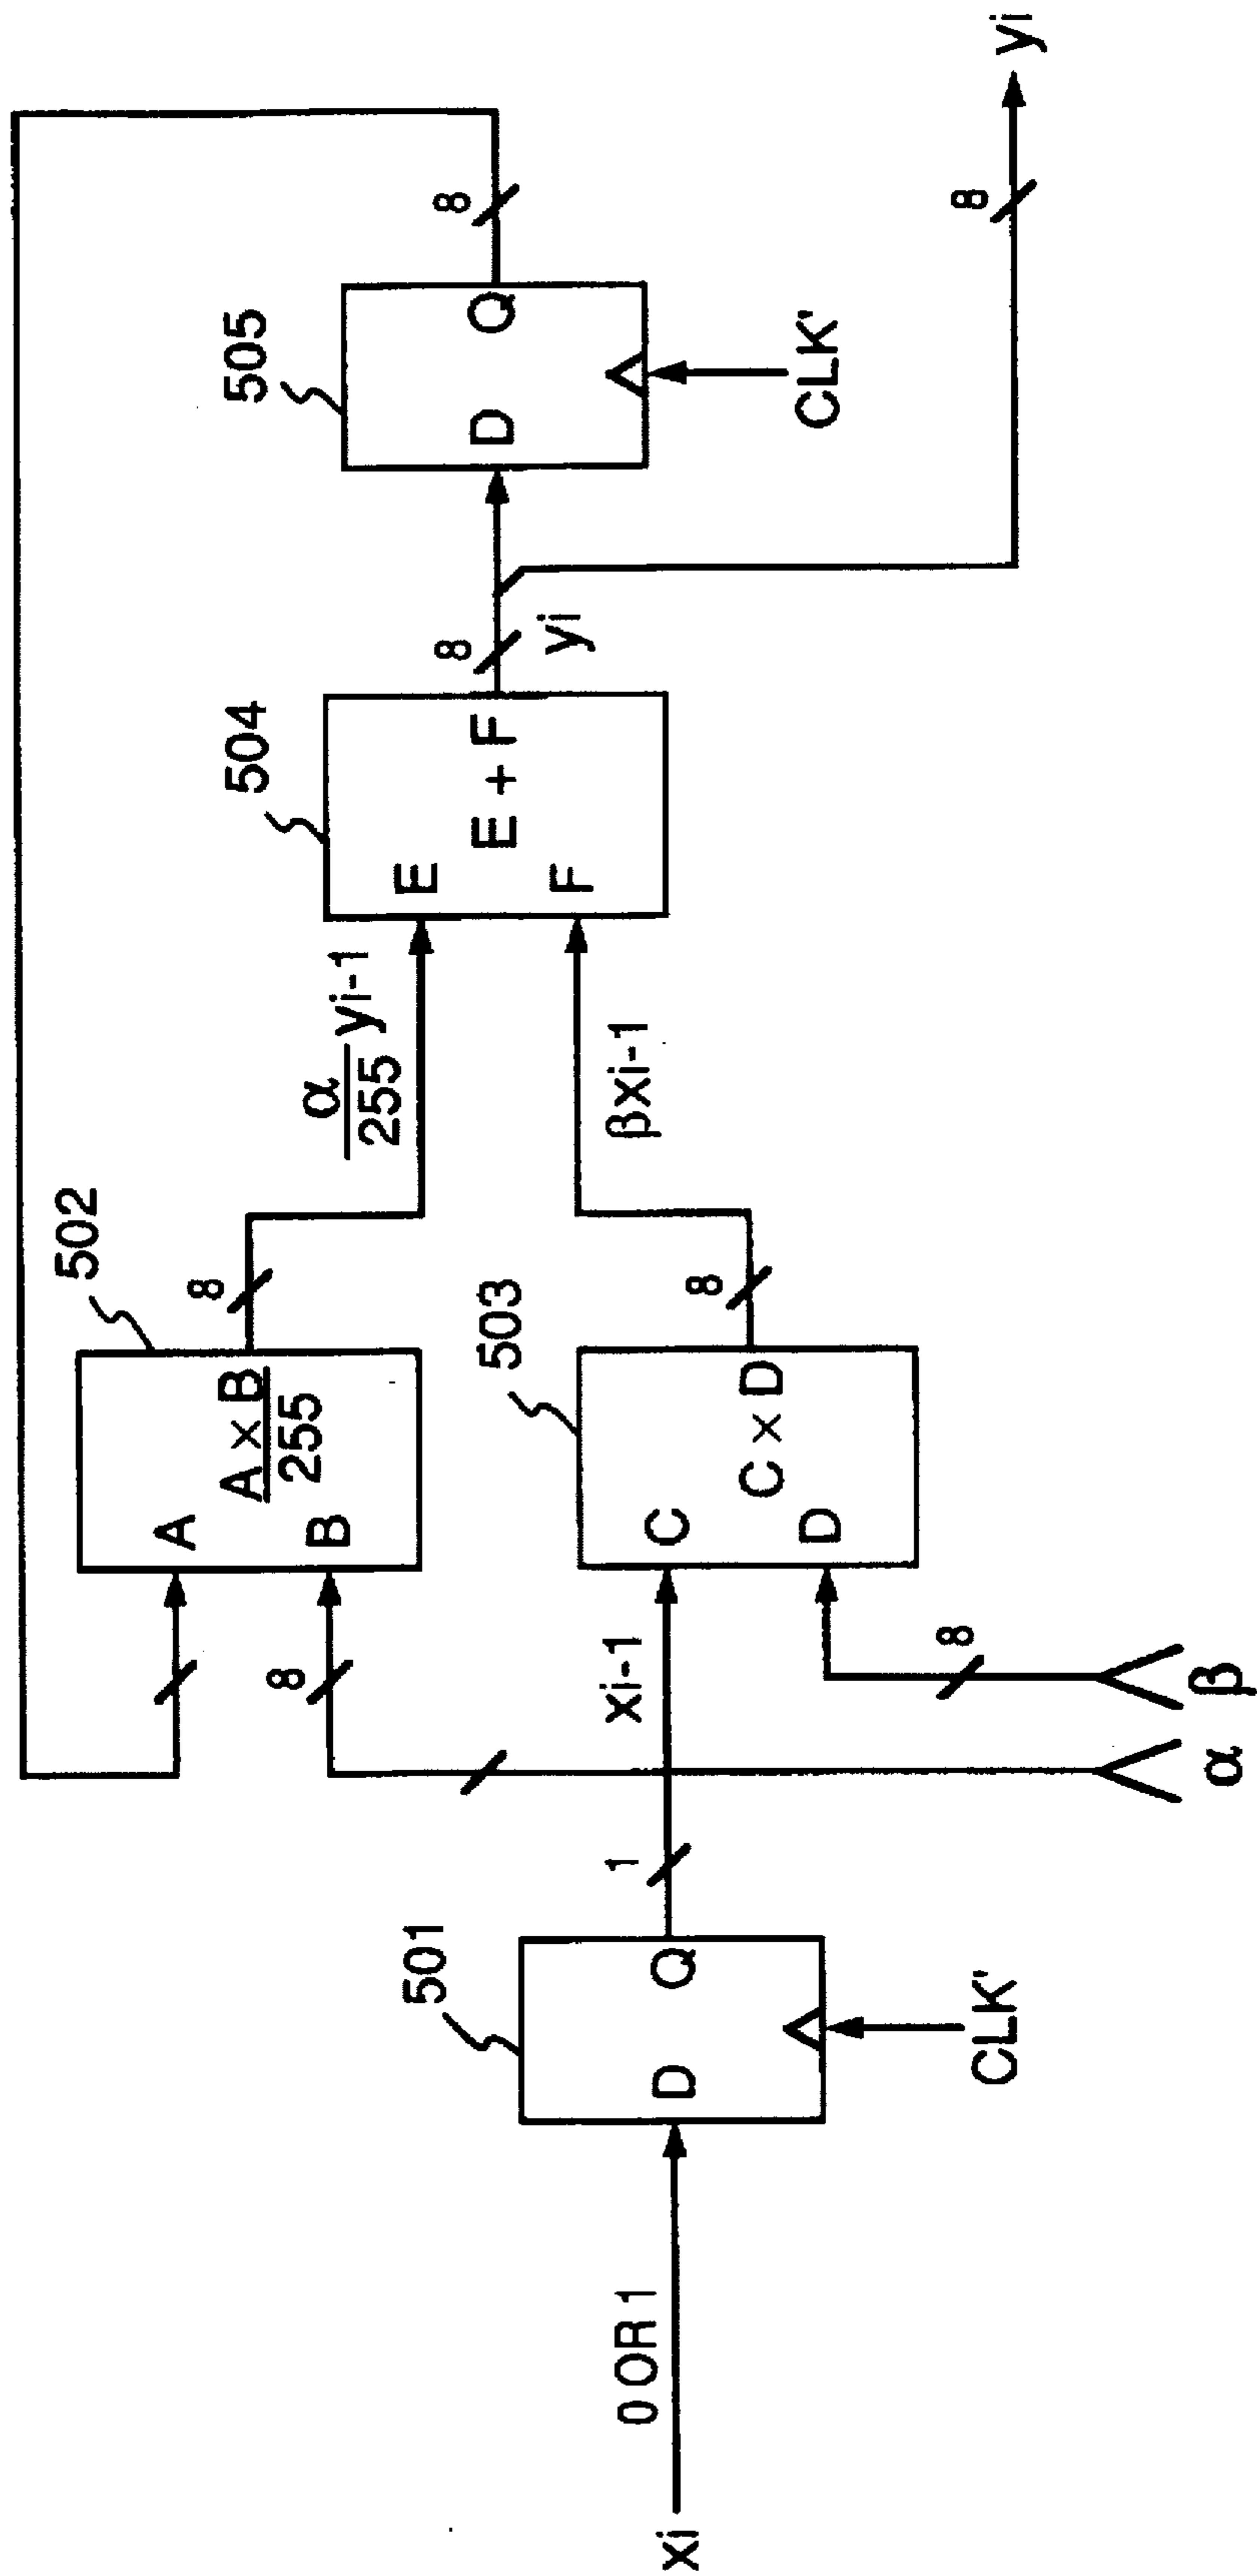 xi
0 OR 1
501
D
Q
CLK'
1
xi-1
α
β
8
8
502
A
B
A × B
255
8
503
C
D
C × D
8
α
255
yi-1
βxi-1
504
E
F
E + F
8
yi
505
D
Q
CLK'
8
8
yi